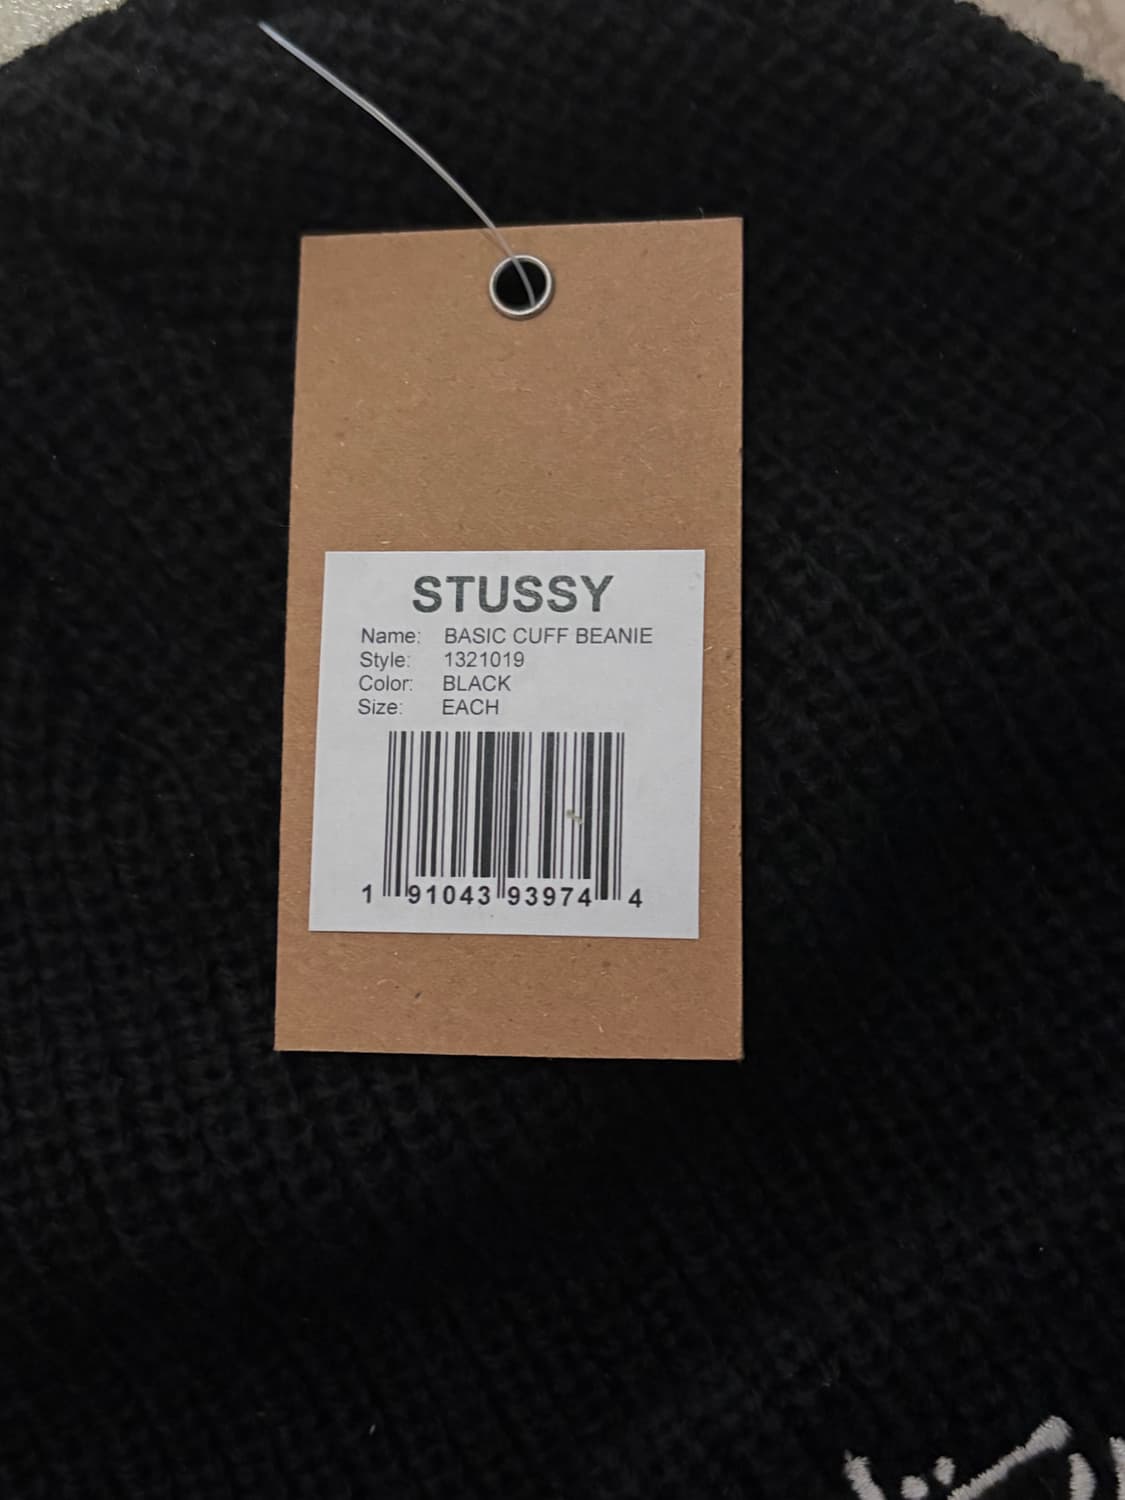 STUSSY
Name: BASIC CUFF BEANIE
Style: 1321019
Color: BLACK
Size: EACH
1 91043 93974 4